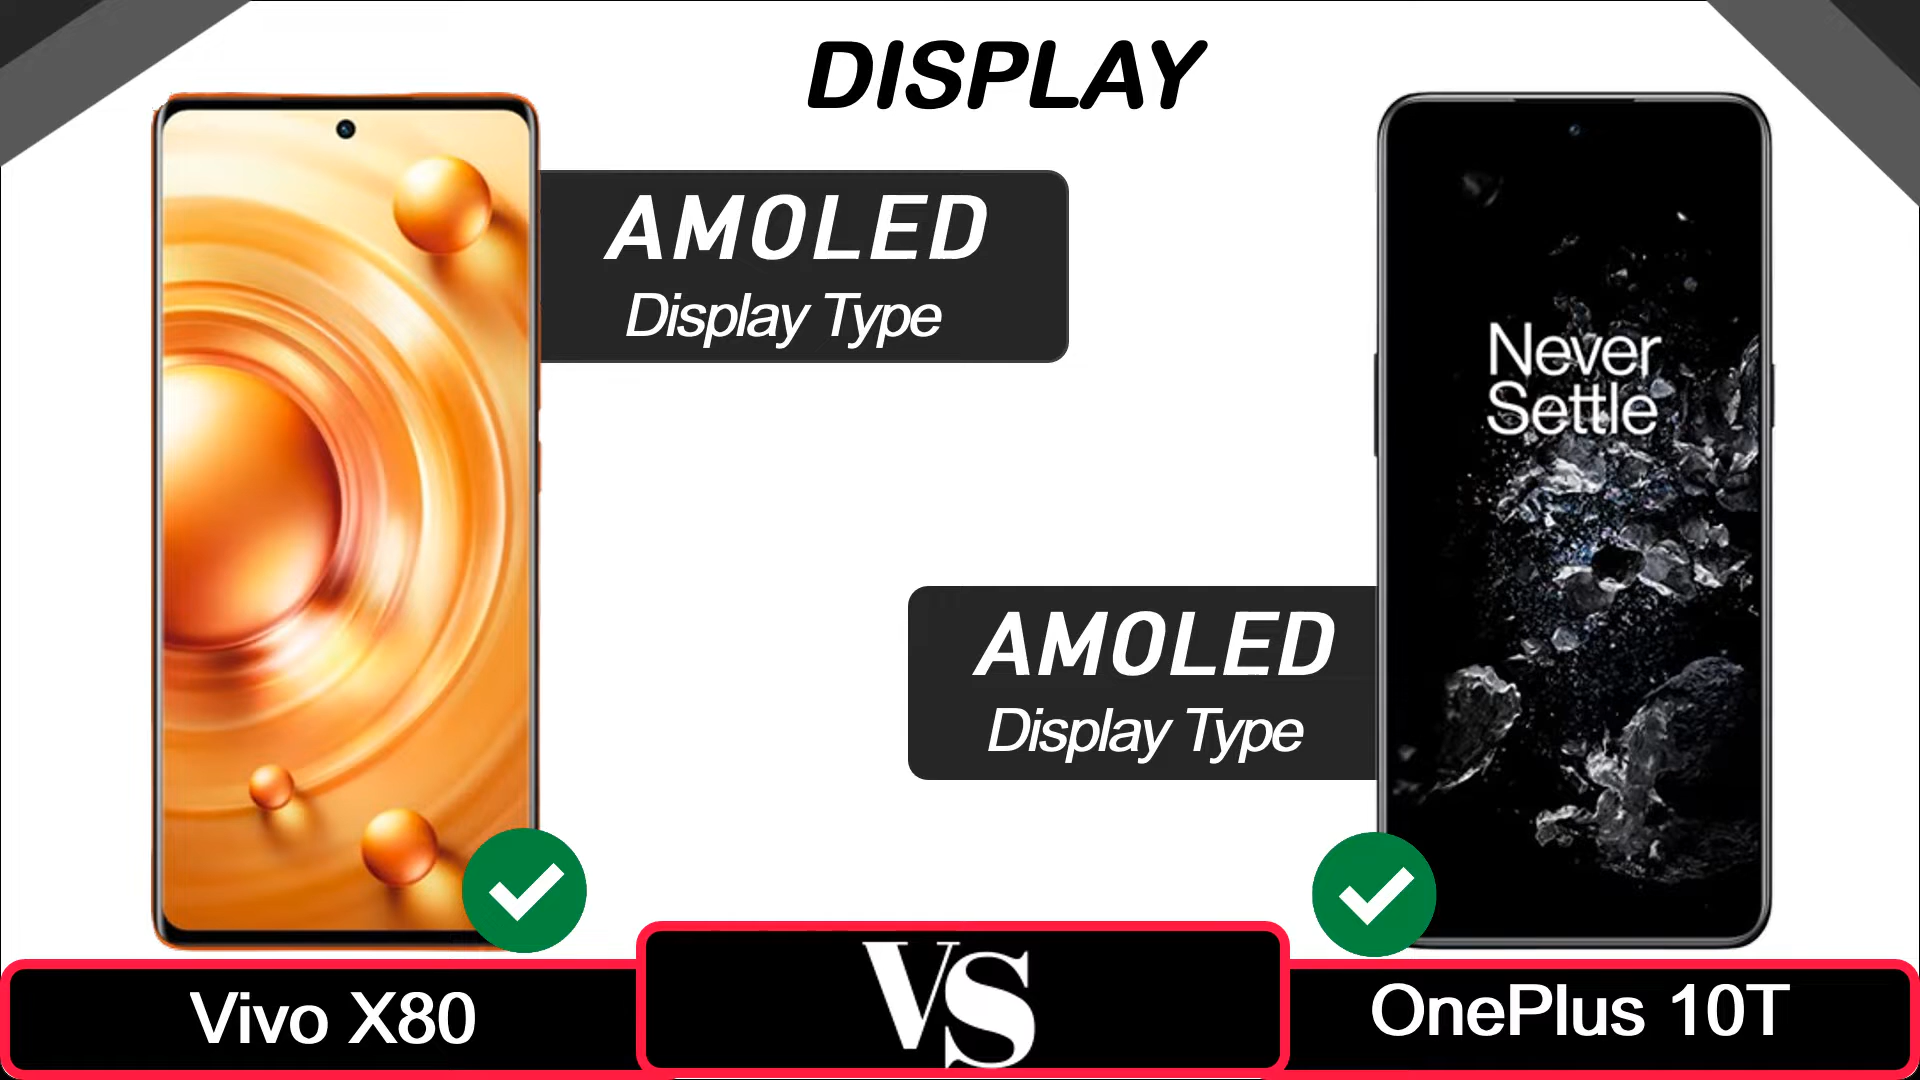 DISPLAY
AMOLED
Display Type
Never
Settle
AMOLED
Display Type
Vivo X80
VS
OnePlus 10T